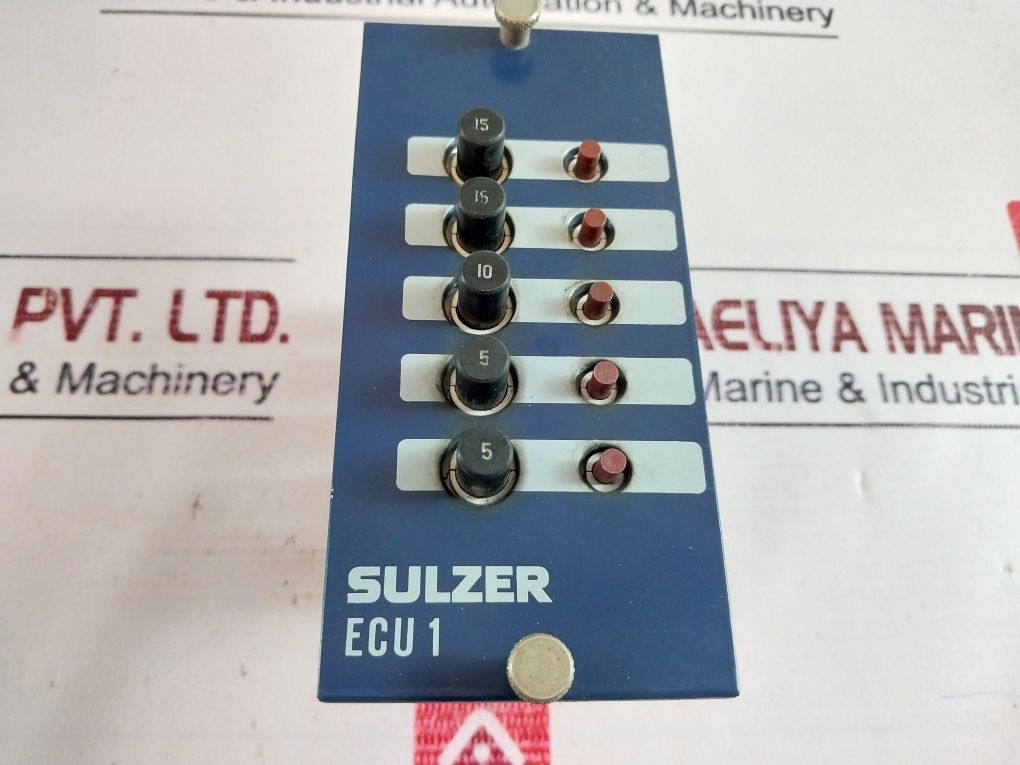 & Industrial Automation & Machinery
15
15
10
5
5
SULZER
ECU 1
PVT. LTD.
& Machinery
AELIYA MARIN
Marine & Industri